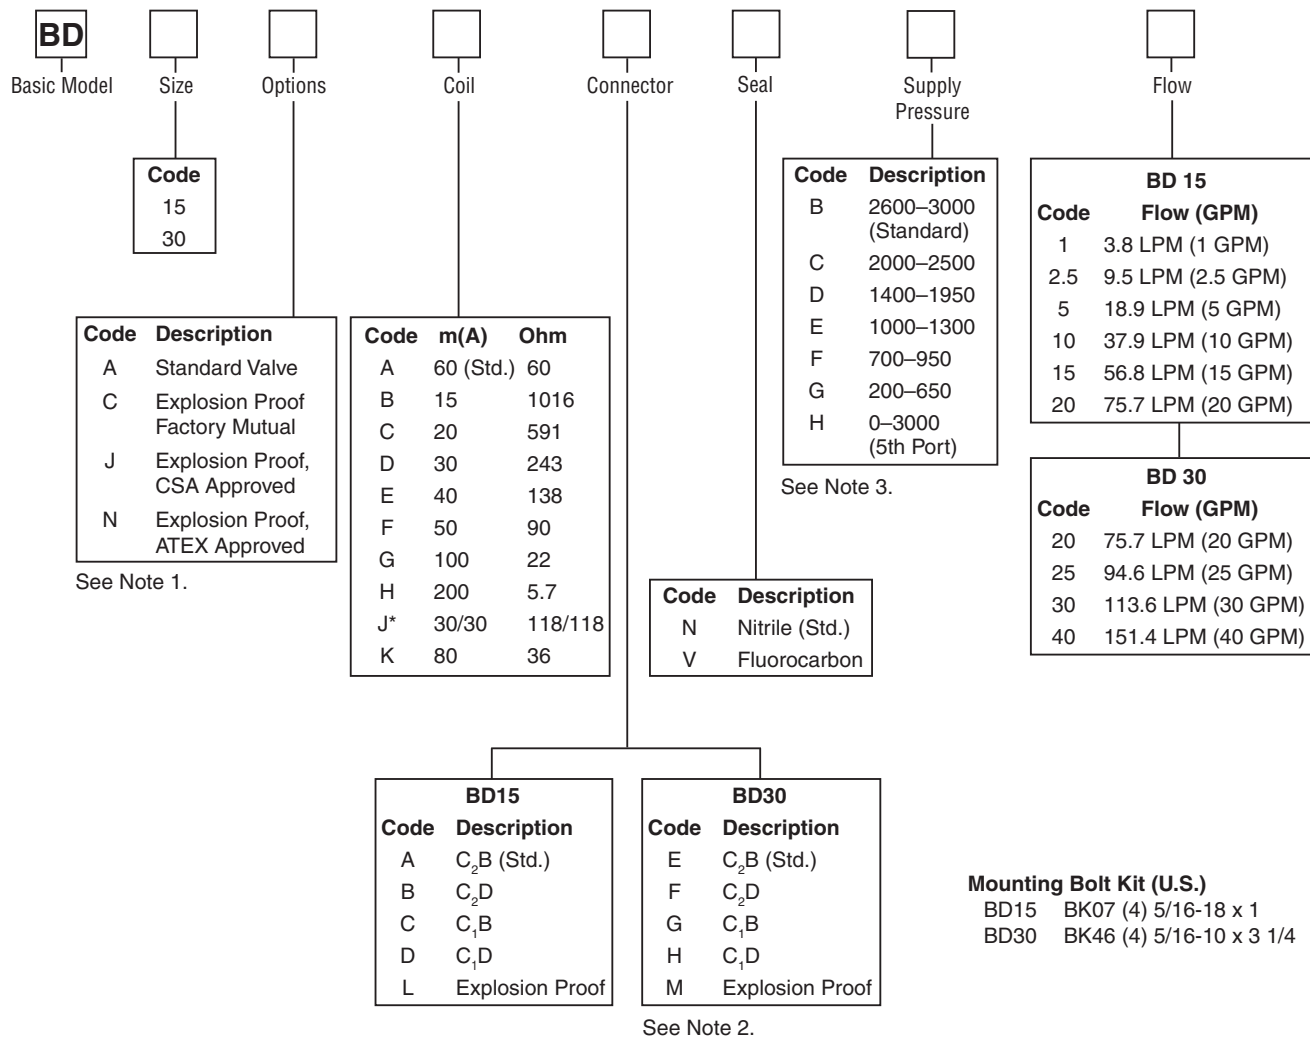 BD
Basic Model
Size
Options
Coil
Connector
Seal
Supply
Pressure
Flow
Code
15
30
Code Description
A Standard Valve
C Explosion Proof
Factory Mutual
J Explosion Proof,
CSA Approved
N Explosion Proof,
ATEX Approved
See Note 1.
Code m(A) Ohm
A 60 (Std.) 60
B 15 1016
C 20 591
D 30 243
E 40 138
F 50 90
G 100 22
H 200 5.7
J* 30/30 118/118
K 80 36
BD15
Code Description
A C₂B (Std.)
B C₂D
C C₁B
D C₁D
L Explosion Proof
BD30
Code Description
E C₂B (Std.)
F C₂D
G C₁B
H C₁D
M Explosion Proof
See Note 2.
Code Description
N Nitrile (Std.)
V Fluorocarbon
Code Description
B 2600–3000
(Standard)
C 2000–2500
D 1400–1950
E 1000–1300
F 700–950
G 200–650
H 0–3000
(5th Port)
See Note 3.
BD 15
Code Flow (GPM)
1 3.8 LPM (1 GPM)
2.5 9.5 LPM (2.5 GPM)
5 18.9 LPM (5 GPM)
10 37.9 LPM (10 GPM)
15 56.8 LPM (15 GPM)
20 75.7 LPM (20 GPM)
BD 30
Code Flow (GPM)
20 75.7 LPM (20 GPM)
25 94.6 LPM (25 GPM)
30 113.6 LPM (30 GPM)
40 151.4 LPM (40 GPM)
Mounting Bolt Kit (U.S.)
BD15 BK07 (4) 5/16-18 x 1
BD30 BK46 (4) 5/16-10 x 3 1/4